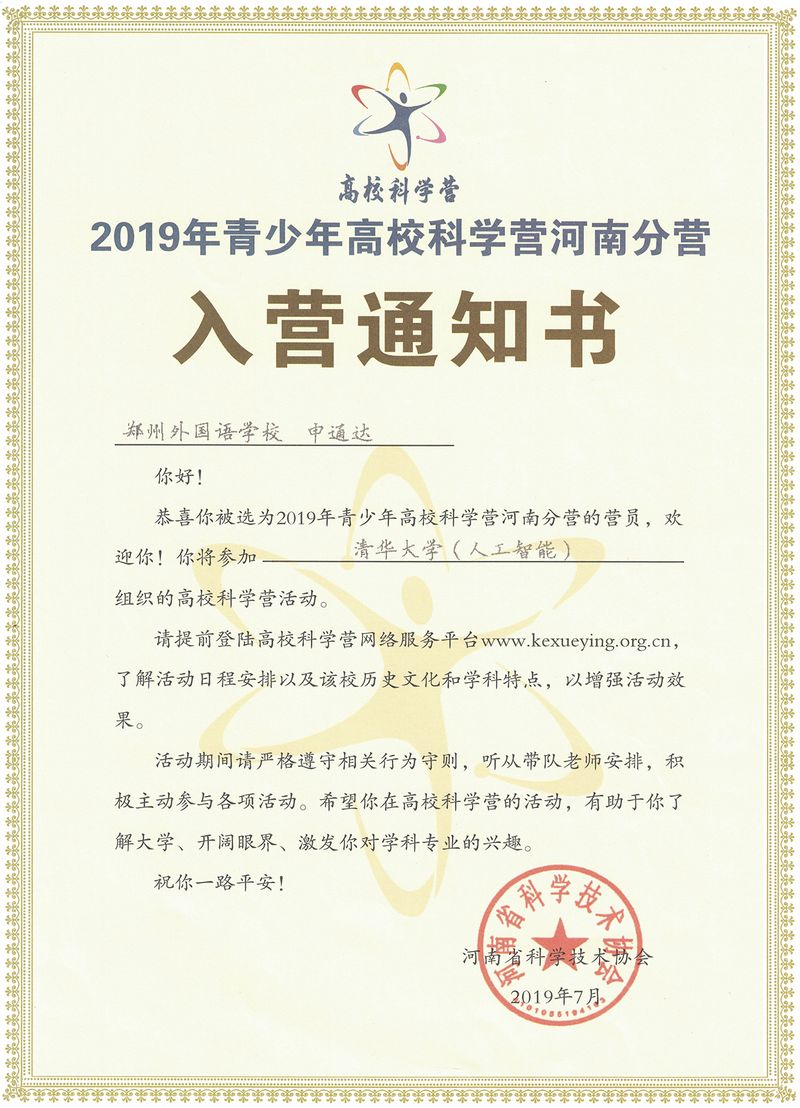 高校科学营
2019年青少年高校科学营河南分营
入营通知书
郑州外国语学校 申通达
你好！
恭喜你被选为2019年青少年高校科学营河南分营的营员，欢
迎你！你将参加 清华大学（人工智能）
组织的高校科学营活动。
请提前登陆高校科学营网络服务平台www.kexueying.org.cn，
了解活动日程安排以及该校历史文化和学科特点，以增强活动效
果。
活动期间请严格遵守相关行为守则，听从带队老师安排，积
极主动参与各项活动。希望你在高校科学营的活动，有助于你了
解大学、开阔眼界、激发你对学科专业的兴趣。
祝你一路平安！
河南省科学技术协会
河南省科学技术协会
2019年7月